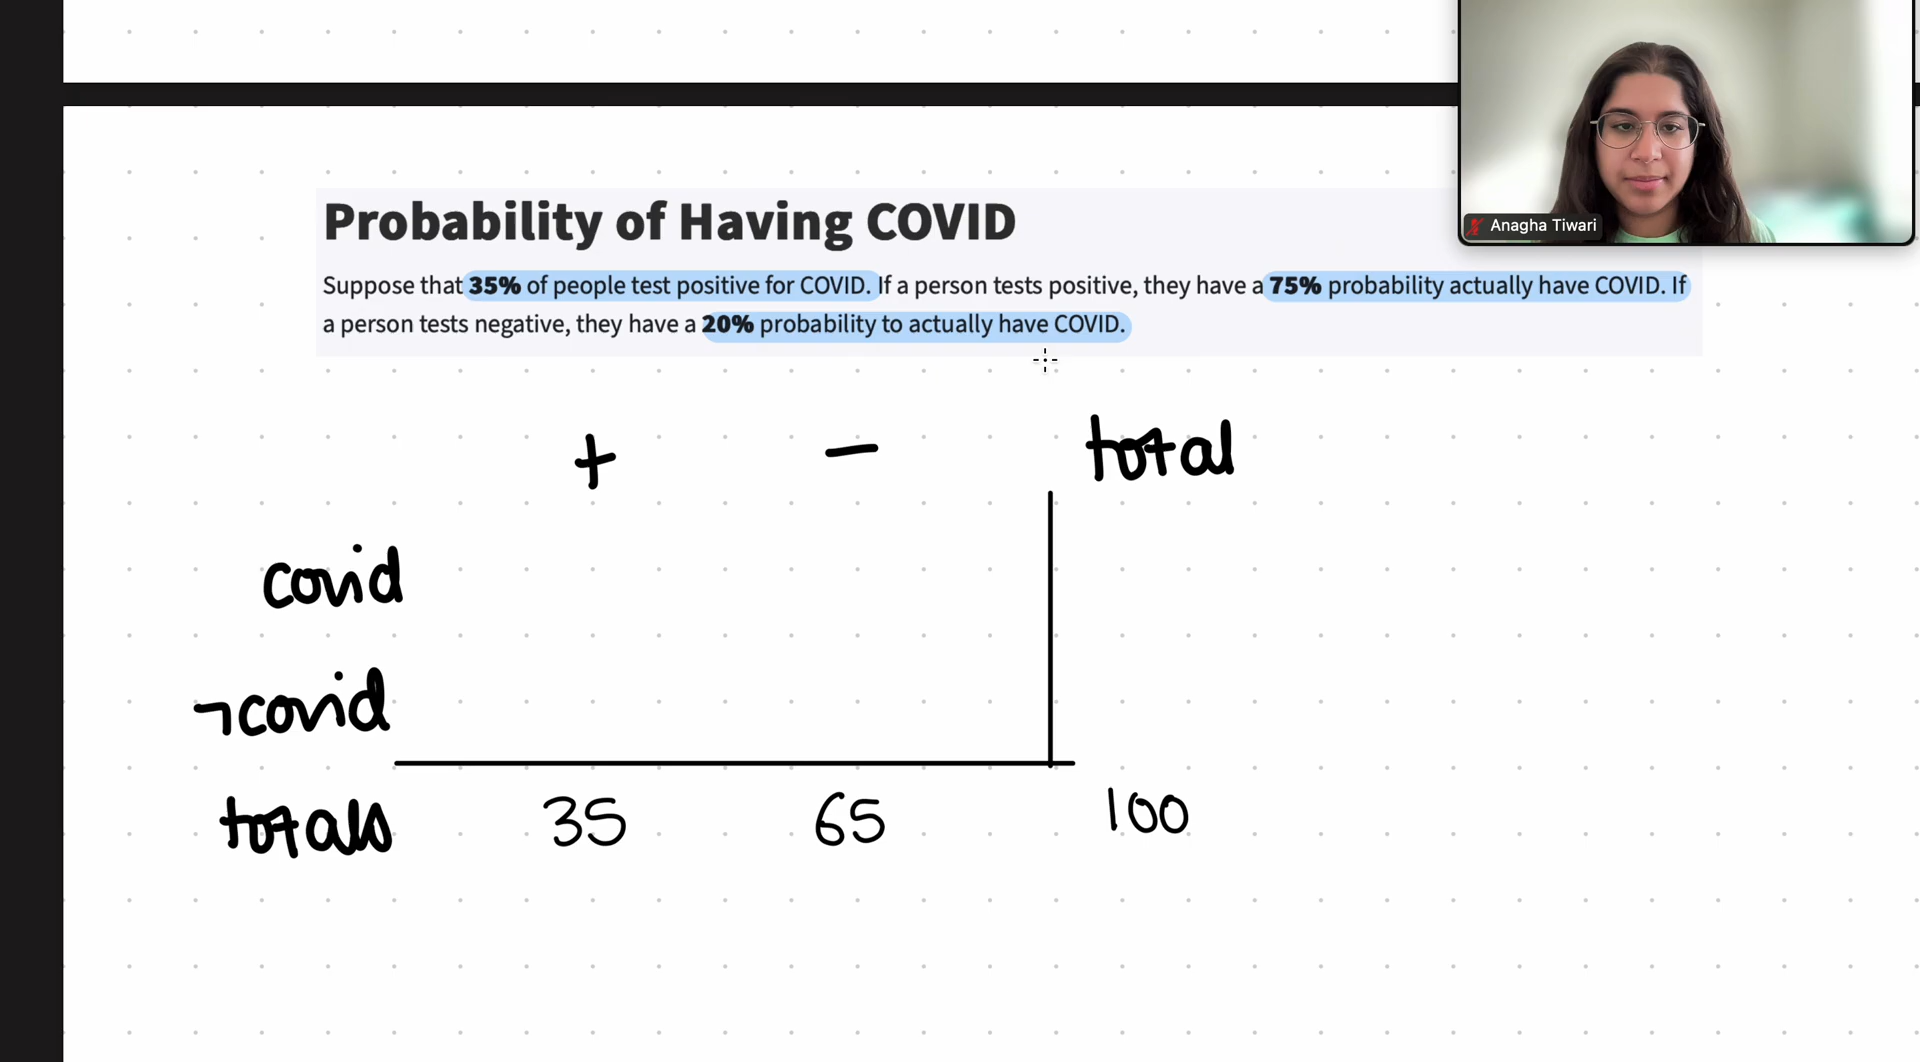 Anagha Tiwari
Probability of Having COVID
Suppose that 35% of people test positive for COVID. If a person tests positive, they have a 75% probability actually have COVID. If
a person tests negative, they have a 20% probability to actually have COVID.
+ − total
covid
¬covid
totals 35 65 100